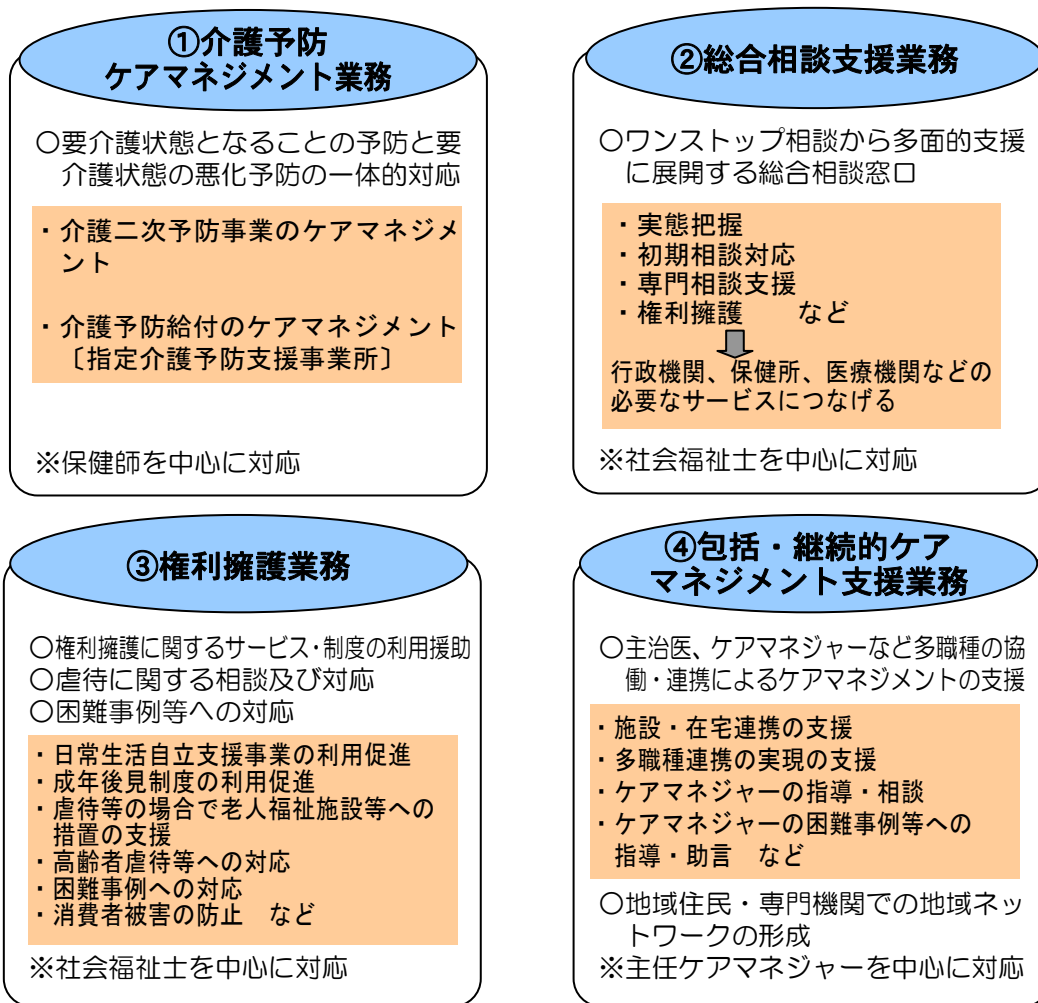 ①介護予防
ケアマネジメント業務
○要介護状態となることの予防と要
介護状態の悪化予防の一体的対応
・介護二次予防事業のケアマネジメ
ント
・介護予防給付のケアマネジメント
〔指定介護予防支援事業所〕
※保健師を中心に対応
②総合相談支援業務
○ワンストップ相談から多面的支援
に展開する総合相談窓口
・実態把握
・初期相談対応
・専門相談支援
・権利擁護　　など
行政機関、保健所、医療機関などの
必要なサービスにつなげる
※社会福祉士を中心に対応
③権利擁護業務
○権利擁護に関するサービス・制度の利用援助
○虐待に関する相談及び対応
○困難事例等への対応
・日常生活自立支援事業の利用促進
・成年後見制度の利用促進
・虐待等の場合で老人福祉施設等への
措置の支援
・高齢者虐待等への対応
・困難事例への対応
・消費者被害の防止　など
※社会福祉士を中心に対応
④包括・継続的ケア
マネジメント支援業務
○主治医、ケアマネジャーなど多職種の協
働・連携によるケアマネジメントの支援
・施設・在宅連携の支援
・多職種連携の実現の支援
・ケアマネジャーの指導・相談
・ケアマネジャーの困難事例等への
指導・助言　など
○地域住民・専門機関での地域ネッ
トワークの形成
※主任ケアマネジャーを中心に対応